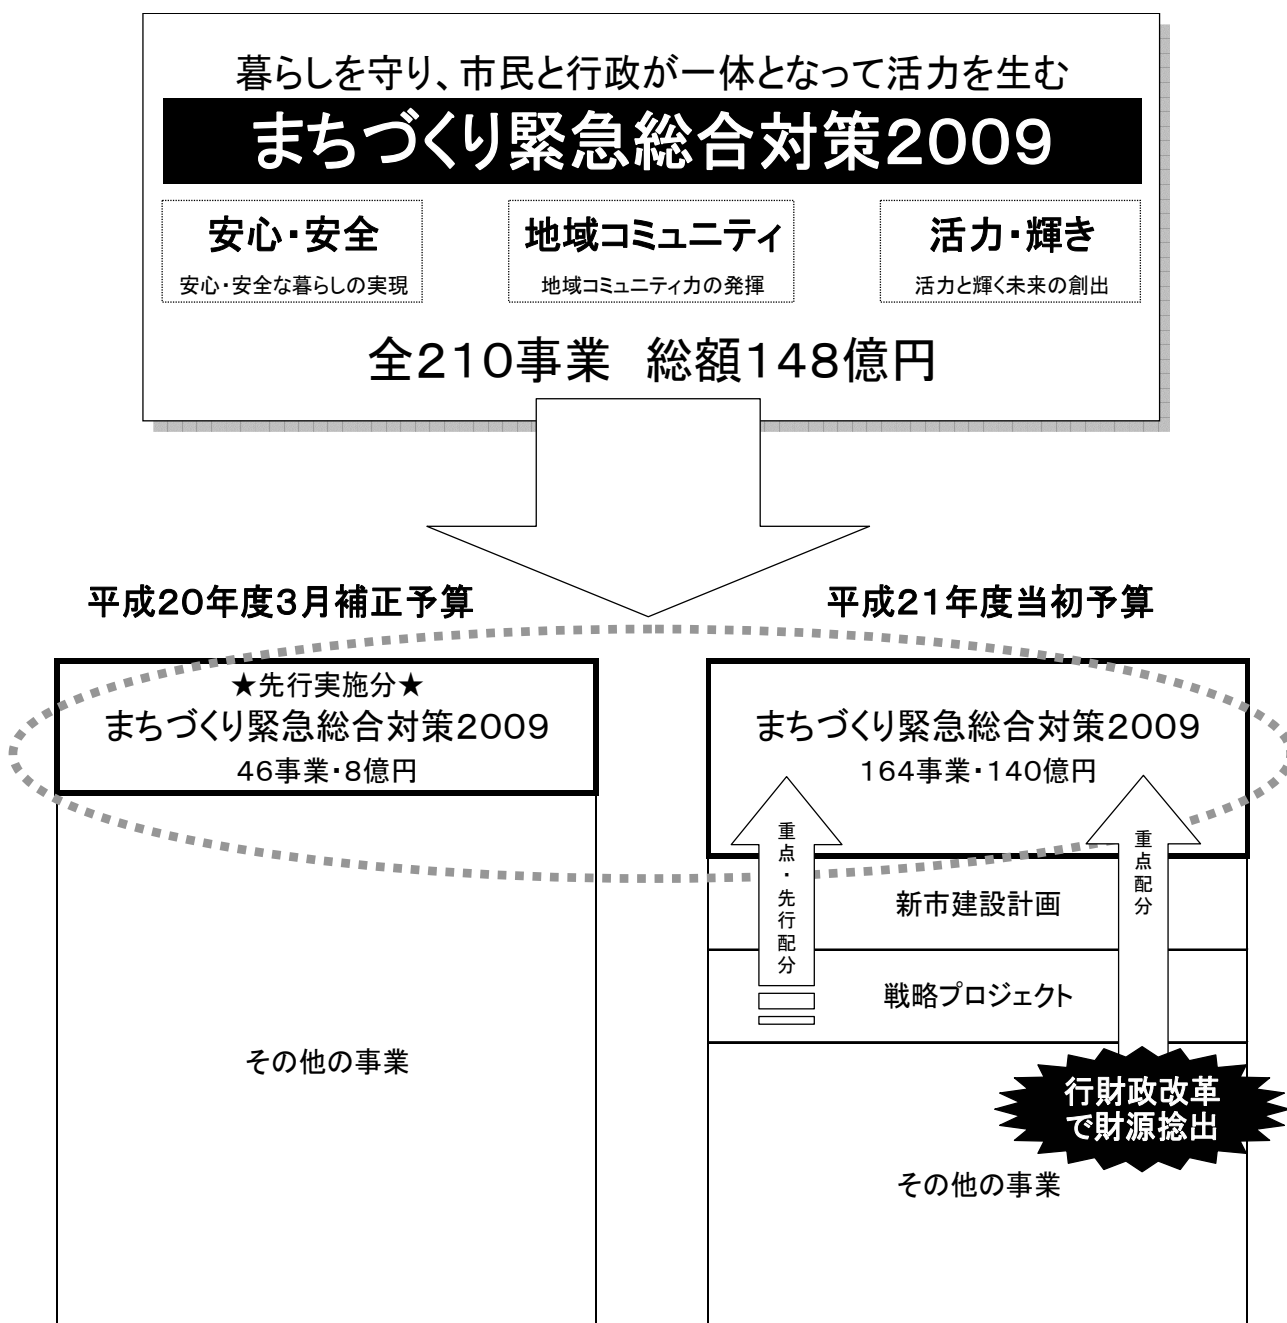 暮らしを守り、市民と行政が一体となって活力を生む
まちづくり緊急総合対策2009
安心・安全
安心・安全な暮らしの実現
地域コミュニティ
地域コミュニティ力の発揮
活力・輝き
活力と輝く未来の創出
全210事業 総額148億円
平成20年度3月補正予算
★先行実施分★
まちづくり緊急総合対策2009
46事業・8億円
その他の事業
平成21年度当初予算
まちづくり緊急総合対策2009
164事業・140億円
重点・先行配分
重点配分
新市建設計画
戦略プロジェクト
行財政改革
で財源捻出
その他の事業